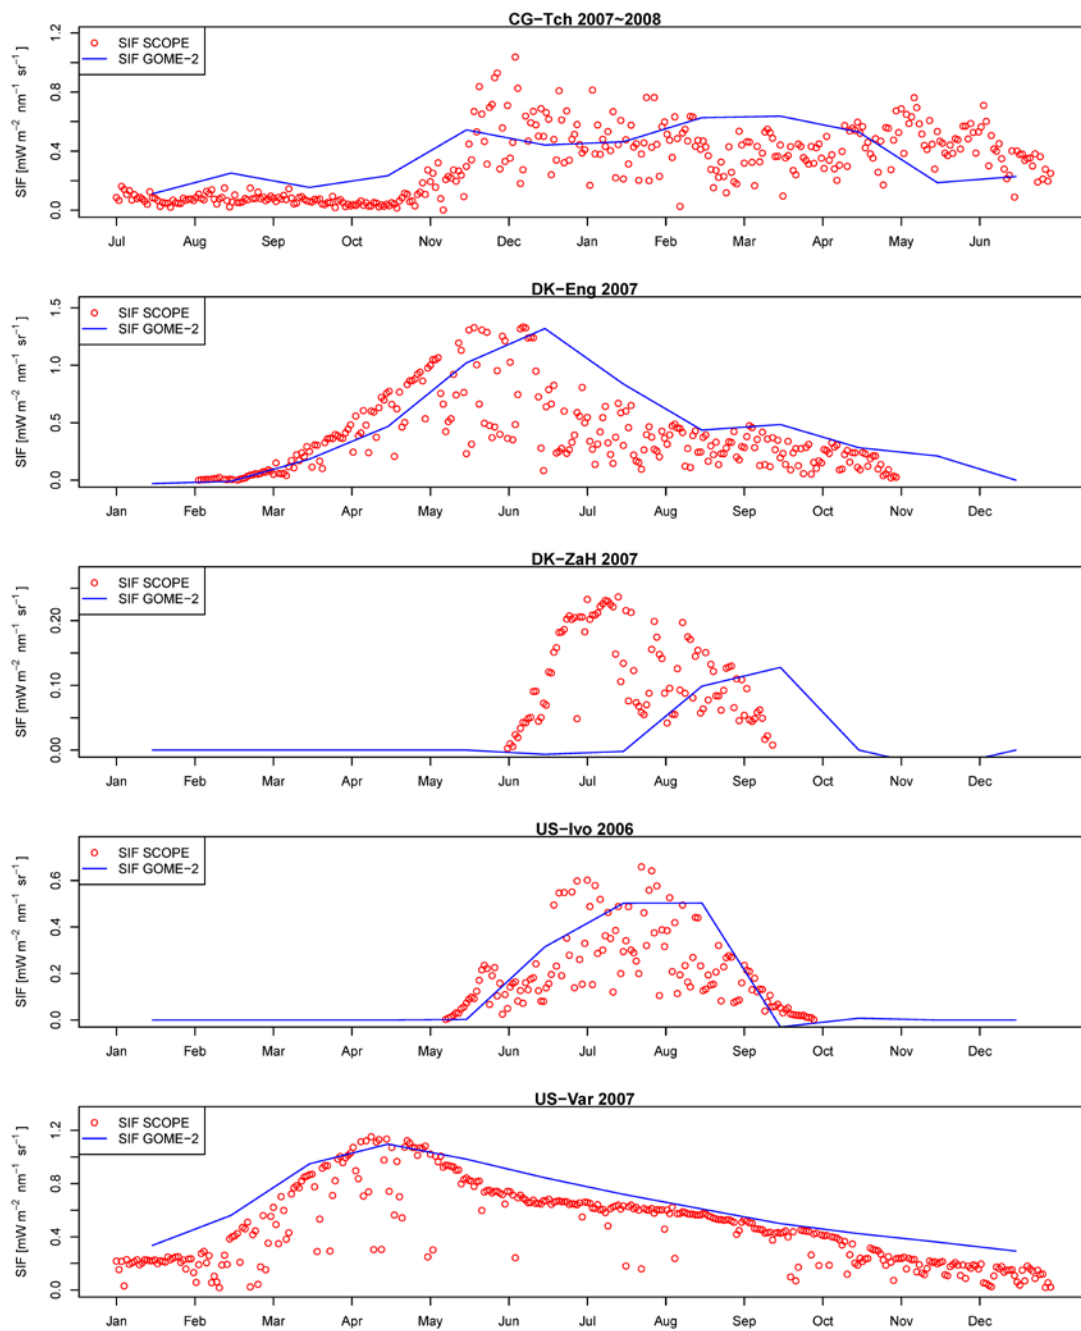 CG−Tch 2007~2008
SIF SCOPE
SIF GOME−2
SIF [mW m−2 nm−1 sr−1 ]
0.0 0.4 0.8 1.2
Jul Aug Sep Oct Nov Dec Jan Feb Mar Apr May Jun
DK−Eng 2007
SIF SCOPE
SIF GOME−2
SIF [mW m−2 nm−1 sr−1 ]
0.0 0.5 1.0 1.5
Jan Feb Mar Apr May Jun Jul Aug Sep Oct Nov Dec
DK−ZaH 2007
SIF SCOPE
SIF GOME−2
SIF [mW m−2 nm−1 sr−1 ]
0.00 0.10 0.20
Jan Feb Mar Apr May Jun Jul Aug Sep Oct Nov Dec
US−Ivo 2006
SIF SCOPE
SIF GOME−2
SIF [mW m−2 nm−1 sr−1 ]
0.0 0.2 0.4 0.6
Jan Feb Mar Apr May Jun Jul Aug Sep Oct Nov Dec
US−Var 2007
SIF SCOPE
SIF GOME−2
SIF [mW m−2 nm−1 sr−1 ]
0.0 0.4 0.8 1.2
Jan Feb Mar Apr May Jun Jul Aug Sep Oct Nov Dec